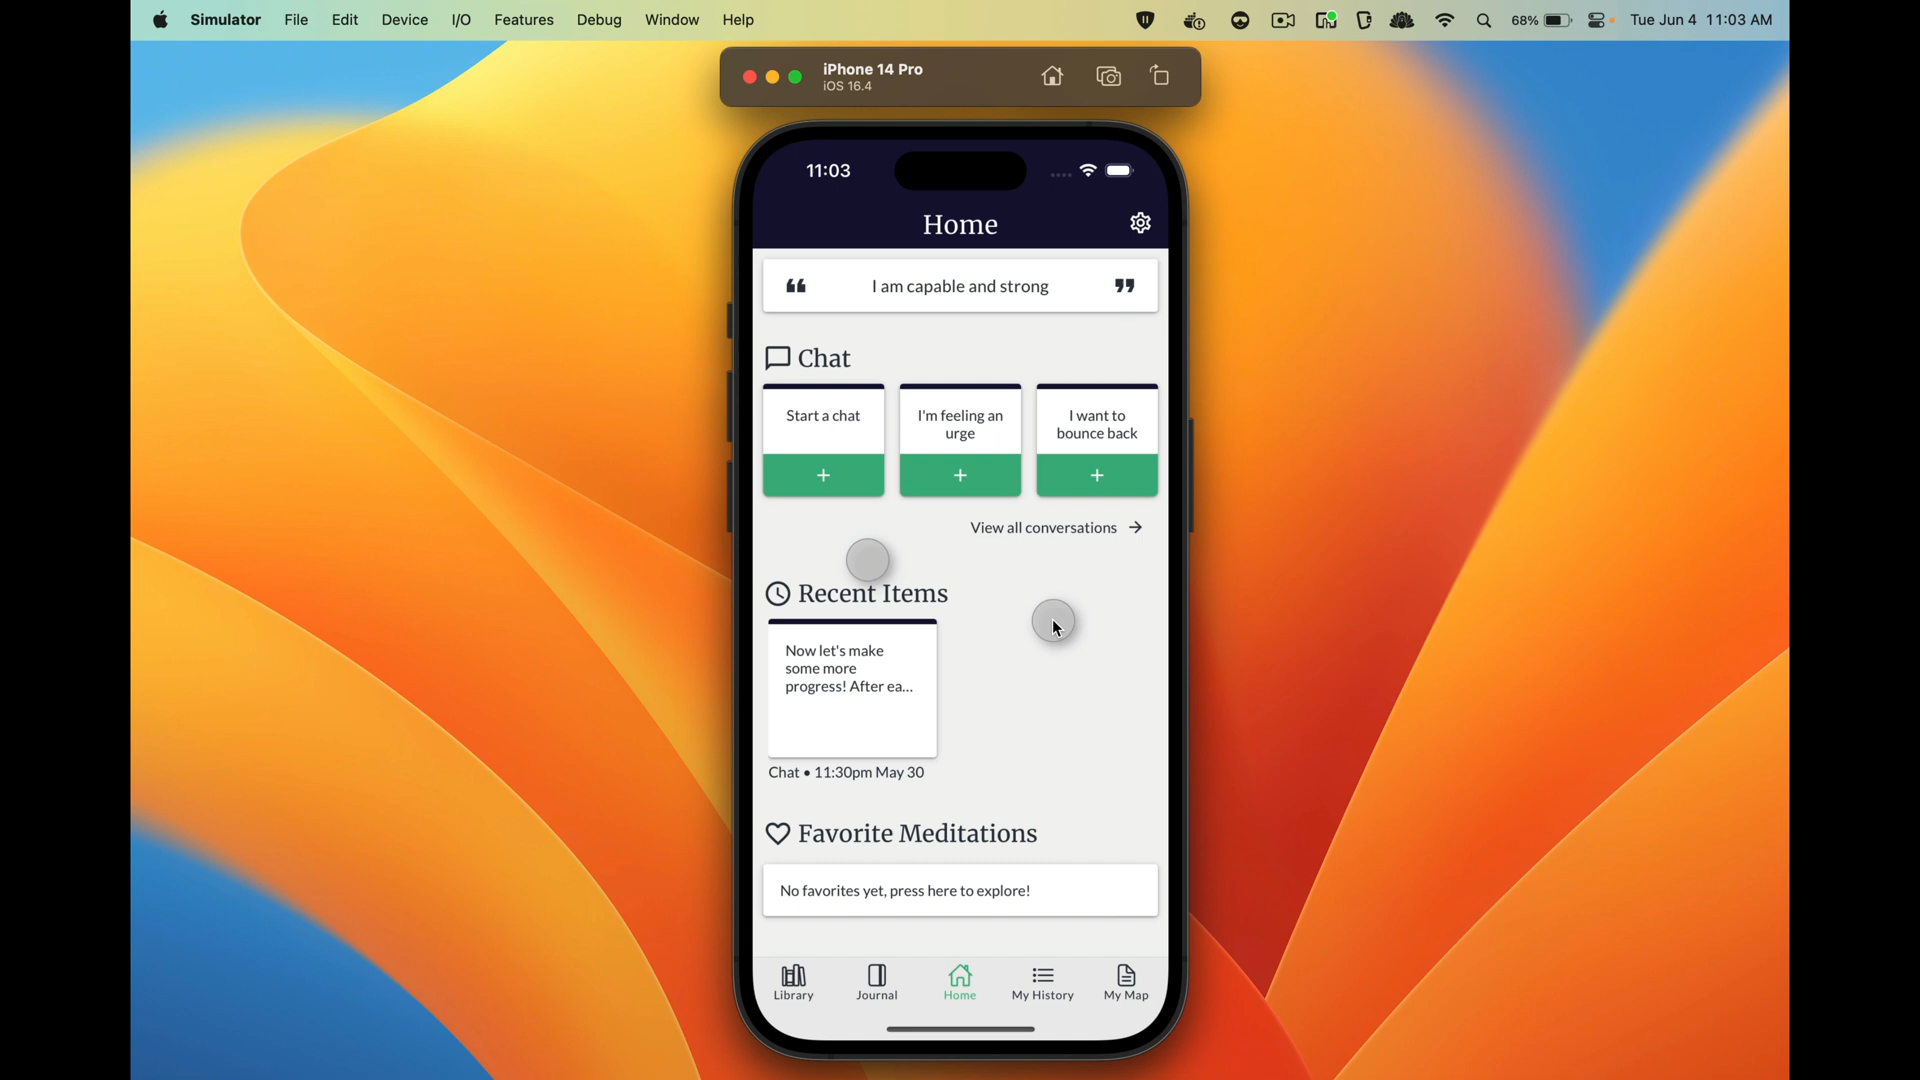 Simulator File Edit Device I/O Features Debug Window Help 68% Tue Jun 4 11:03 AM
iPhone 14 Pro
iOS 16.4
11:03
Home
❝ I am capable and strong ❞
Chat
Start a chat
I'm feeling an
urge
I want to
bounce back
+ + +
View all conversations →
Recent Items
Now let's make
some more
progress! After ea...
Chat • 11:30pm May 30
Favorite Meditations
No favorites yet, press here to explore!
Library Journal Home My History My Map